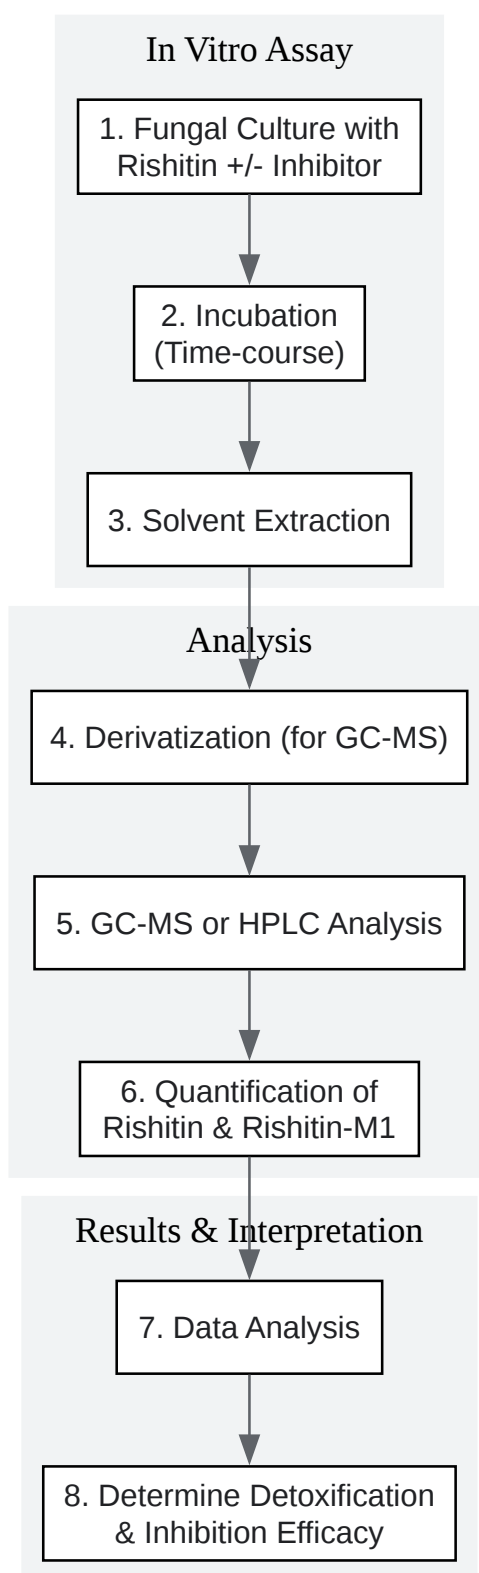 In Vitro Assay
1. Fungal Culture with
Rishitin +/- Inhibitor
2. Incubation
(Time-course)
3. Solvent Extraction
Analysis
4. Derivatization (for GC-MS)
5. GC-MS or HPLC Analysis
6. Quantification of
Rishitin & Rishitin-M1
Results & Interpretation
7. Data Analysis
8. Determine Detoxification
& Inhibition Efficacy